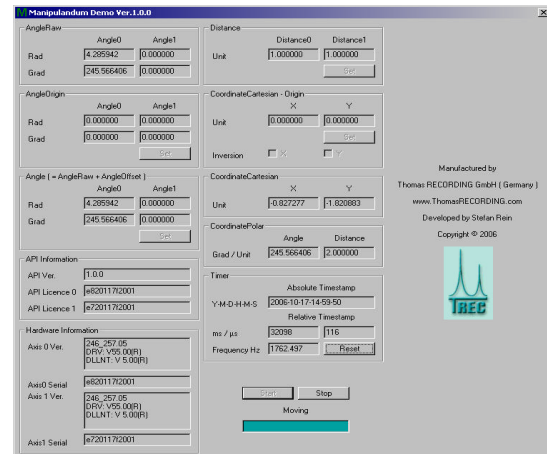 Manipulandum Demo Ver.1.0.0
AngleRaw
Angle0 Angle1
Rad 4.285942 0.000000
Grad 245.566406 0.000000
AngleOrigin
Angle0 Angle1
Rad 0.000000 0.000000
Grad 0.000000 0.000000
Set
Angle ( = AngleRaw + AngleOffset )
Angle0 Angle1
Rad 4.285942 0.000000
Grad 245.566406 0.000000
Set
API Information
API Ver. 1.0.0
API Licence 0 e820117f2001
API Licence 1 e720117f2001
Hardware Information
Axis 0 Ver. 246_257.05
DRV: V55.00(R)
DLLNT: V 5.00(R)
Axis0 Serial e820117f2001
Axis 1 Ver. 246_257.05
DRV: V55.00(R)
DLLNT: V 5.00(R)
Axis1 Serial e720117f2001
Distance
Distance0 Distance1
Unit 1.000000 1.000000
Set
CoordinateCartesian - Origin
X Y
Unit 0.000000 0.000000
Set
Inversion X Y
CoordinateCartesian
X Y
Unit -0.827277 -1.820883
CoordinatePolar
Angle Distance
Grad / Unit 245.566406 2.000000
Timer
Absolute Timestamp
Y-M-D-H-M-S 2006-10-17-14-59-50
Relative Timestamp
ms / µs 32098 116
Frequency Hz 1762.497 Reset
Start Stop
Moving
Manufactured by
Thomas RECORDING GmbH ( Germany )
www.ThomasRECORDING.com
Developed by Stefan Rein
Copyright © 2006
TREC